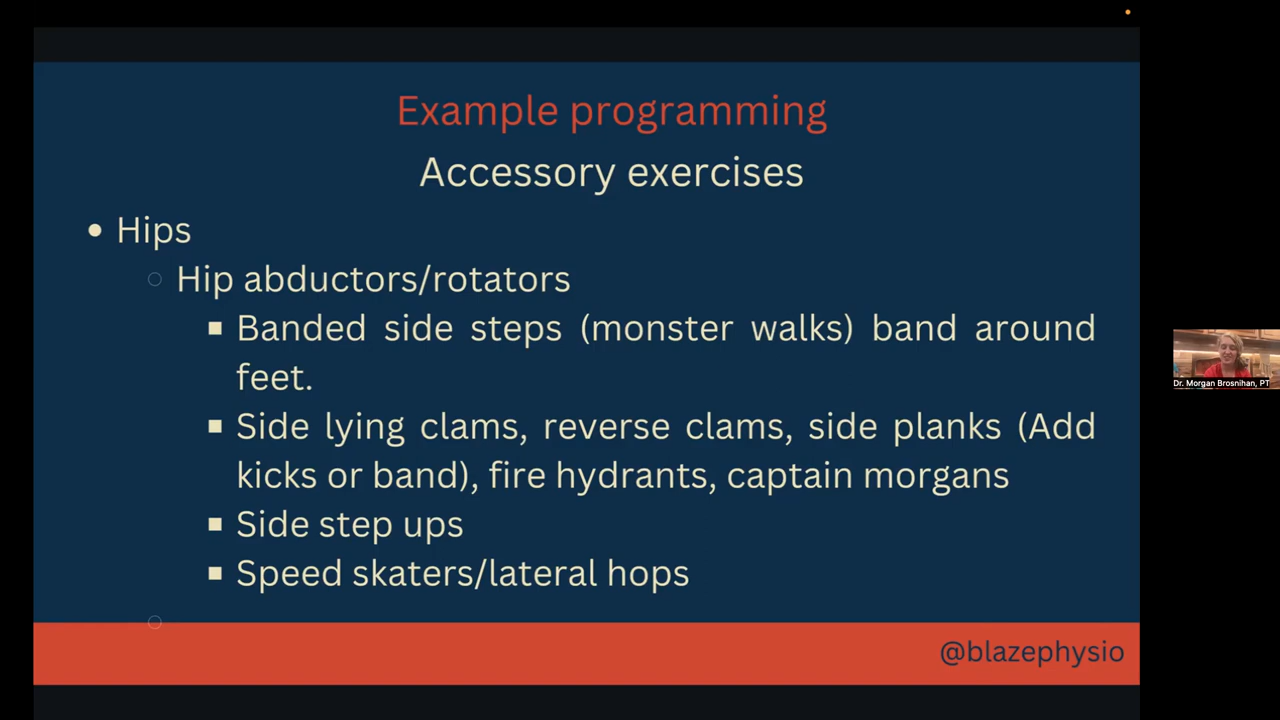 Example programming
Accessory exercises
• Hips
○ Hip abductors/rotators
▪ Banded side steps (monster walks) band around
feet.
▪ Side lying clams, reverse clams, side planks (Add
kicks or band), fire hydrants, captain morgans
▪ Side step ups
▪ Speed skaters/lateral hops
○
@blazephysio
Dr. Morgan Brosnihan, PT